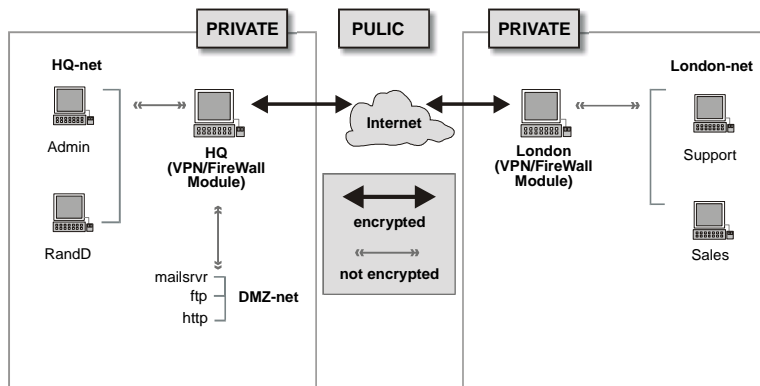 PRIVATE
PULIC
PRIVATE
HQ-net
London-net
Admin
Internet
HQ
(VPN/FireWall
Module)
London
(VPN/FireWall
Module)
Support
RandD
encrypted
not encrypted
Sales
mailsrvr
ftp
http
DMZ-net